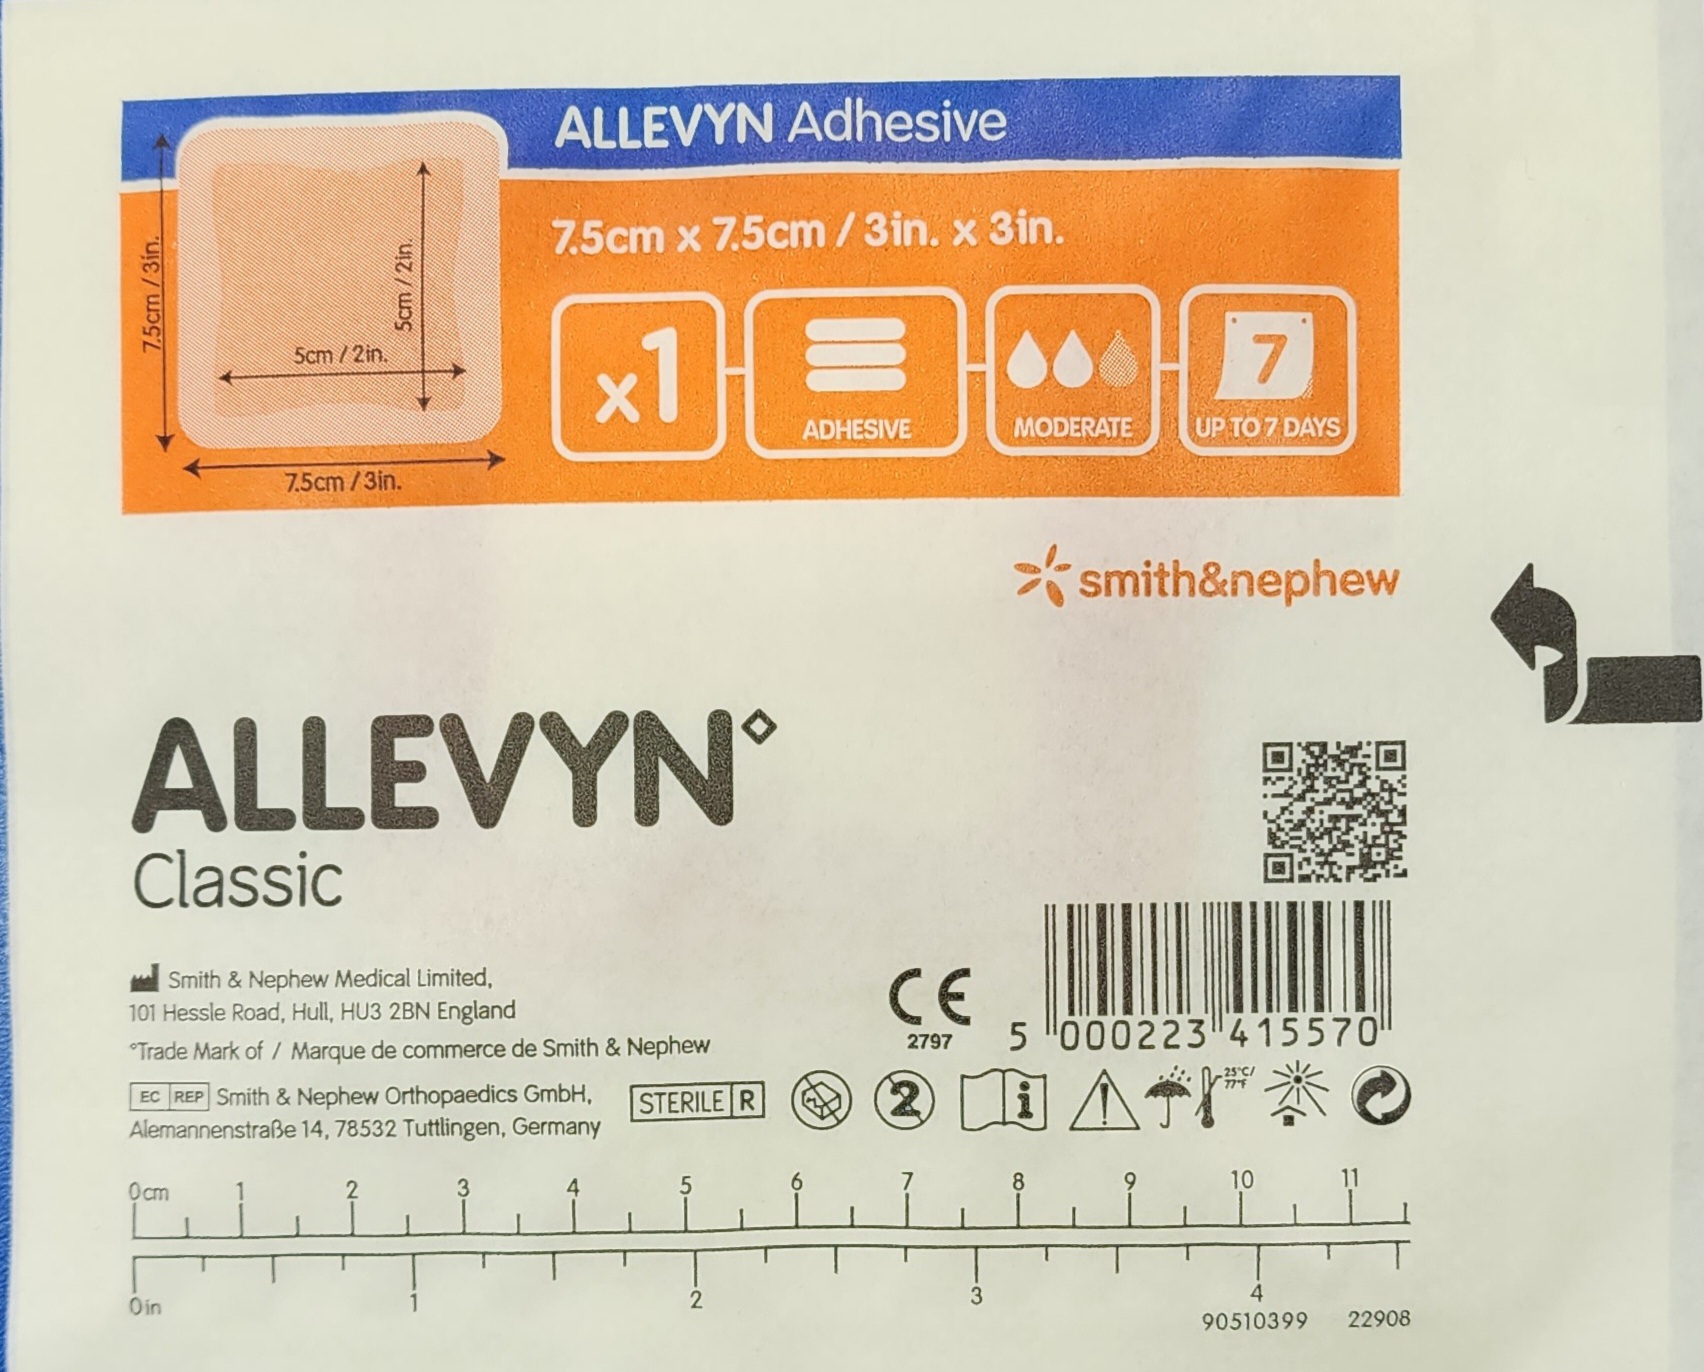 ALLEVYN Adhesive
7.5cm x 7.5cm / 3in. x 3in.
7.5cm / 3in.
5cm / 2in.
5cm / 2in.
7.5cm / 3in.
x1
ADHESIVE
MODERATE
7
UP TO 7 DAYS
smith&nephew
ALLEVYN◊
Classic
Smith & Nephew Medical Limited,
101 Hessle Road, Hull, HU3 2BN England
°Trade Mark of / Marque de commerce de Smith & Nephew
EC REP Smith & Nephew Orthopaedics GmbH,
Alemannenstraße 14, 78532 Tuttlingen, Germany
CE
2797
5 000223 415570
STERILE R
2
i
!
25°C/
77°F
0cm 1 2 3 4 5 6 7 8 9 10 11
0in 1 2 3 4
90510399 22908